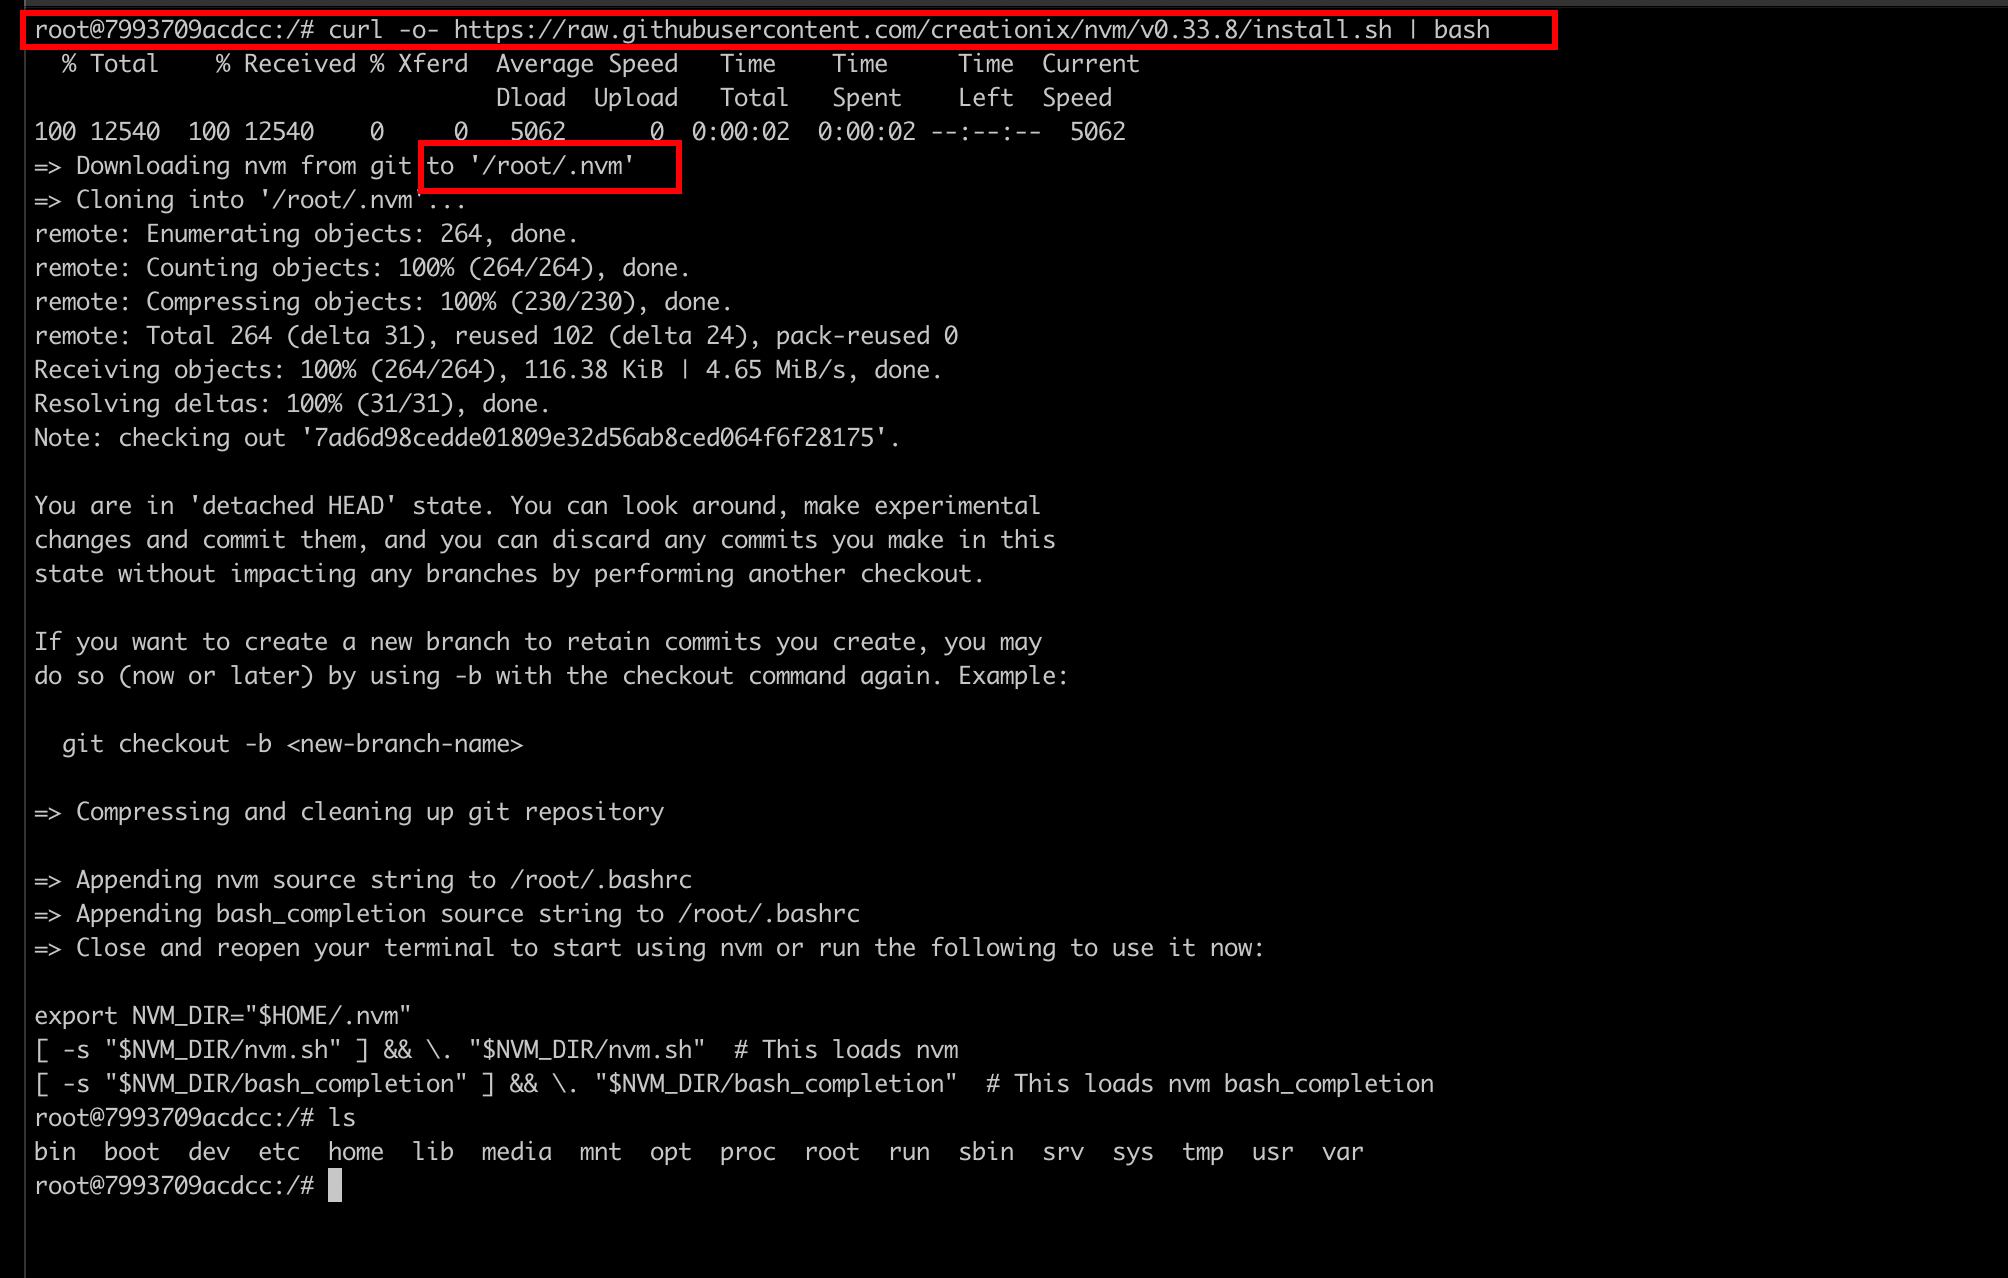 root@7993709acdcc:/# curl -o- https://raw.githubusercontent.com/creationix/nvm/v0.33.8/install.sh | bash
  % Total    % Received % Xferd  Average Speed   Time    Time     Time  Current
                                 Dload  Upload   Total   Spent    Left  Speed
100 12540  100 12540    0     0   5062      0  0:00:02  0:00:02 --:--:--  5062
=> Downloading nvm from git to '/root/.nvm'
=> Cloning into '/root/.nvm'...
remote: Enumerating objects: 264, done.
remote: Counting objects: 100% (264/264), done.
remote: Compressing objects: 100% (230/230), done.
remote: Total 264 (delta 31), reused 102 (delta 24), pack-reused 0
Receiving objects: 100% (264/264), 116.38 KiB | 4.65 MiB/s, done.
Resolving deltas: 100% (31/31), done.
Note: checking out '7ad6d98cedde01809e32d56ab8ced064f6f28175'.

You are in 'detached HEAD' state. You can look around, make experimental
changes and commit them, and you can discard any commits you make in this
state without impacting any branches by performing another checkout.

If you want to create a new branch to retain commits you create, you may
do so (now or later) by using -b with the checkout command again. Example:

  git checkout -b <new-branch-name>

=> Compressing and cleaning up git repository

=> Appending nvm source string to /root/.bashrc
=> Appending bash_completion source string to /root/.bashrc
=> Close and reopen your terminal to start using nvm or run the following to use it now:

export NVM_DIR="$HOME/.nvm"
[ -s "$NVM_DIR/nvm.sh" ] && \. "$NVM_DIR/nvm.sh"  # This loads nvm
[ -s "$NVM_DIR/bash_completion" ] && \. "$NVM_DIR/bash_completion"  # This loads nvm bash_completion
root@7993709acdcc:/# ls
bin  boot  dev  etc  home  lib  media  mnt  opt  proc  root  run  sbin  srv  sys  tmp  usr  var
root@7993709acdcc:/#